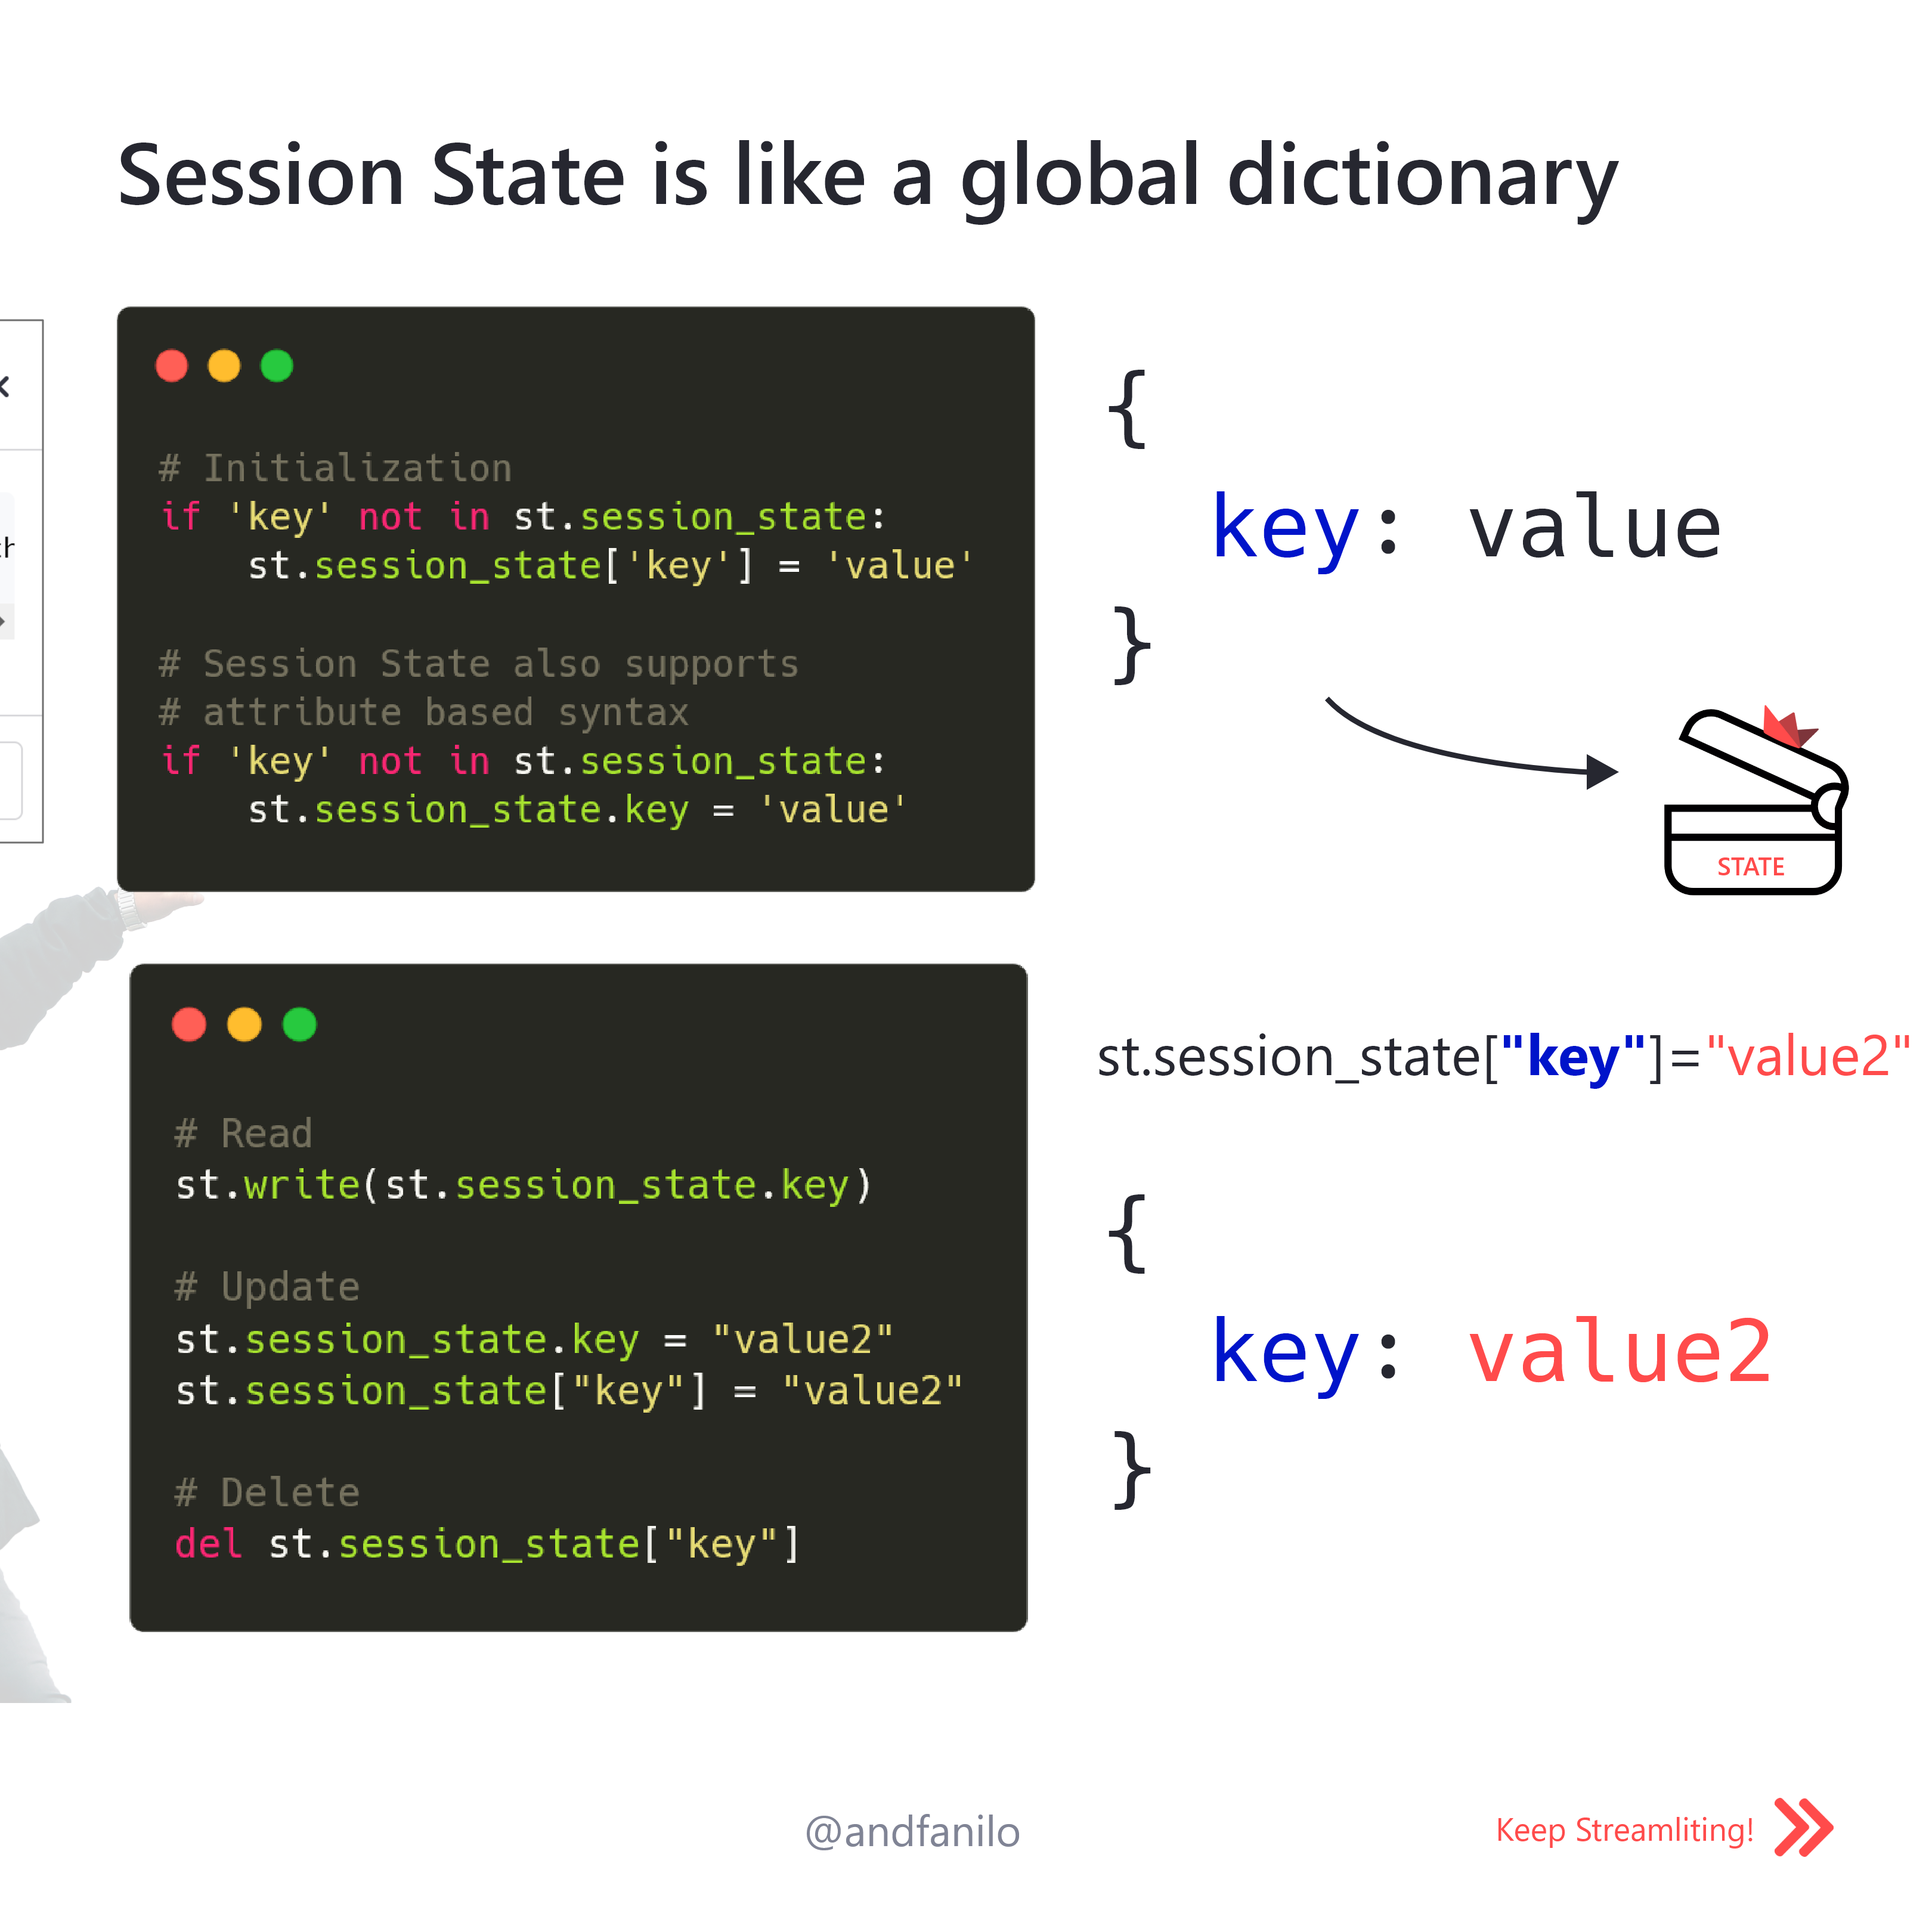 Session State is like a global dictionary
# Initialization
if 'key' not in st.session_state:
    st.session_state['key'] = 'value'
# Session State also supports
# attribute based syntax
if 'key' not in st.session_state:
    st.session_state.key = 'value'
{
key: value
}
STATE
# Read
st.write(st.session_state.key)
# Update
st.session_state.key = "value2"
st.session_state["key"] = "value2"
# Delete
del st.session_state["key"]
st.session_state["key"]="value2"
{
key: value2
}
@andfanilo
Keep Streamliting!